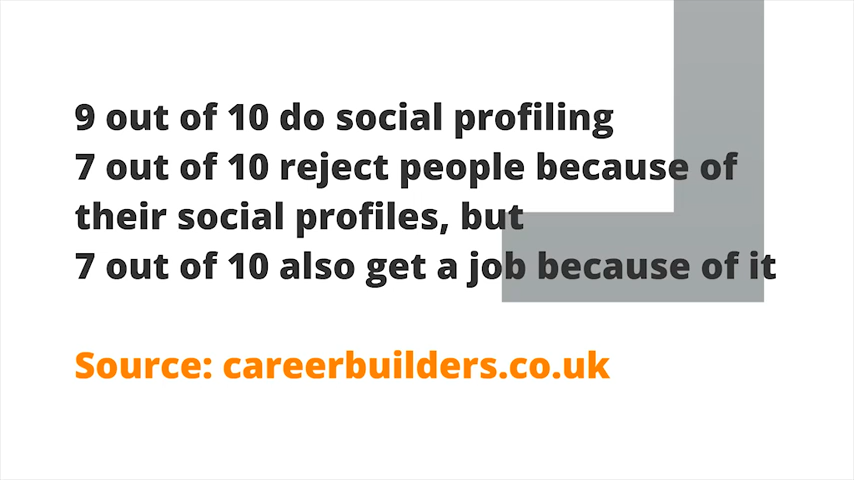 9 out of 10 do social profiling
7 out of 10 reject people because of
their social profiles, but
7 out of 10 also get a job because of it
Source: careerbuilders.co.uk